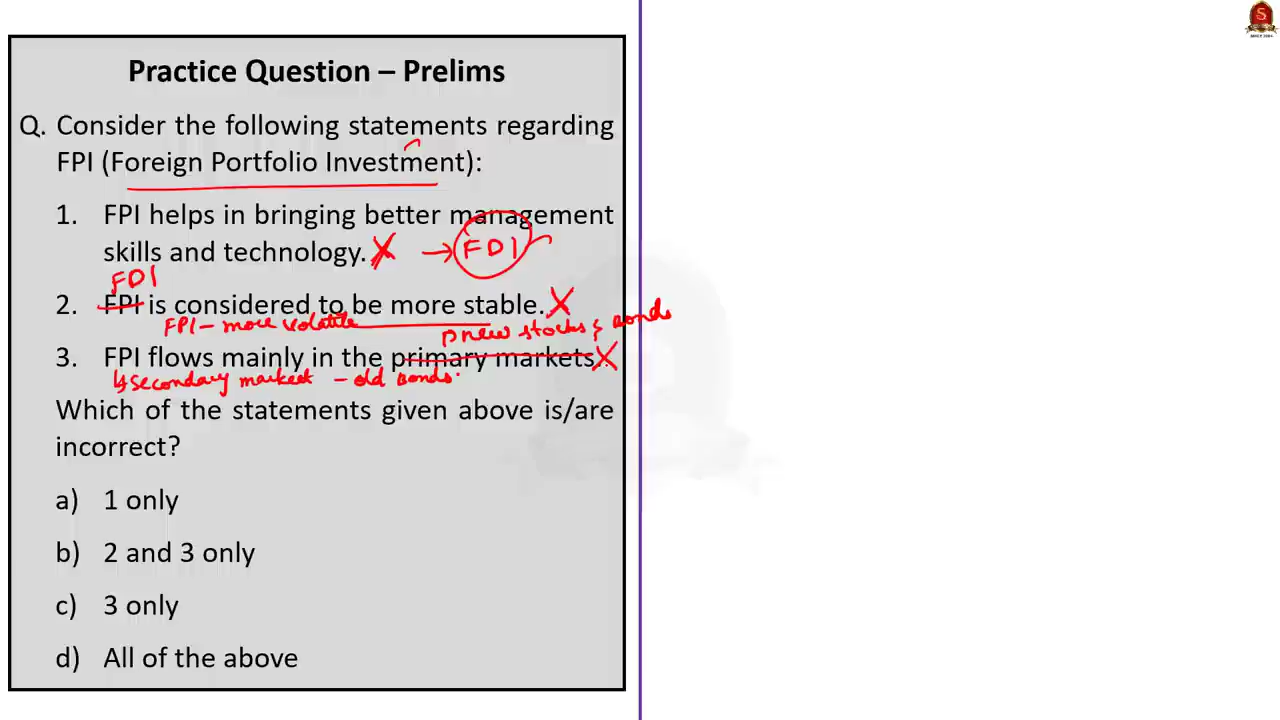 S
SINCE 2004
Practice Question – Prelims
Q. Consider the following statements regarding
FPI (Foreign Portfolio Investment):
1. FPI helps in bringing better management
skills and technology. X → FDI
FDI
2. FPI is considered to be more stable. X
FPI - more volatile
new stocks & bonds
3. FPI flows mainly in the primary markets. X
↳ secondary market - old bonds.
Which of the statements given above is/are
incorrect?
a) 1 only
b) 2 and 3 only
c) 3 only
d) All of the above